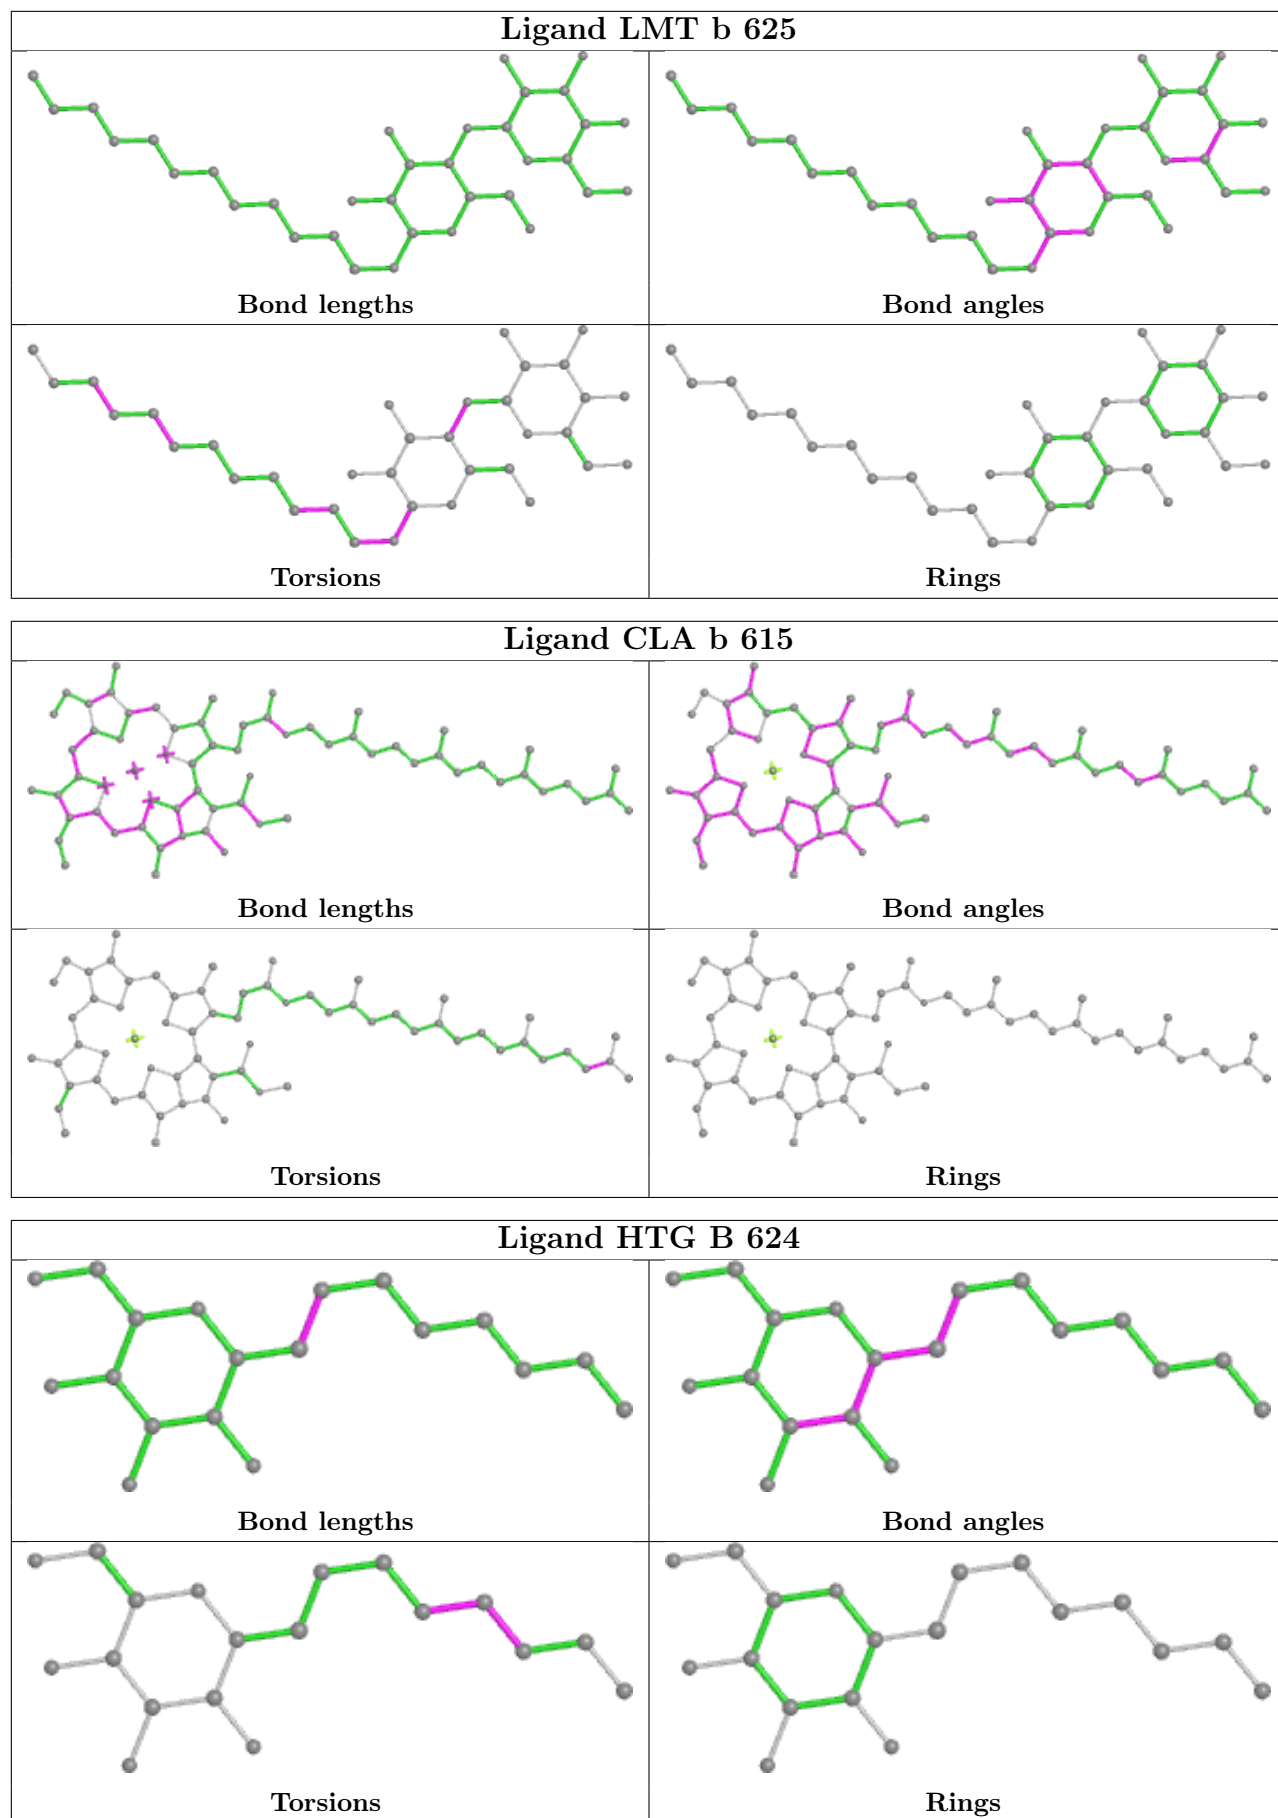 Ligand LMT b 625
Bond lengths
Bond angles
Torsions
Rings
Ligand CLA b 615
Bond lengths
Bond angles
Torsions
Rings
Ligand HTG B 624
Bond lengths
Bond angles
Torsions
Rings